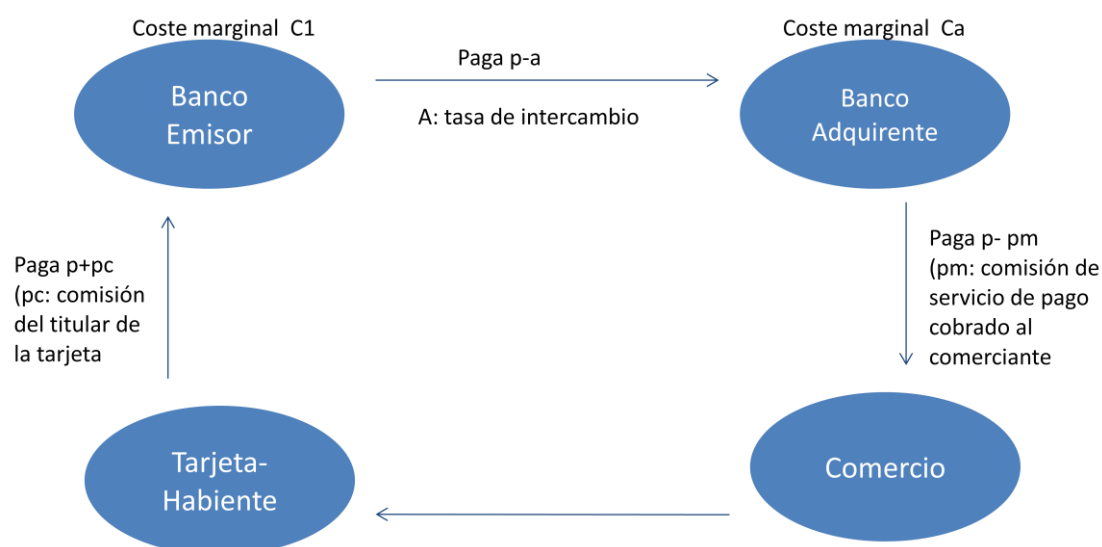 Coste marginal  C1
Coste marginal  Ca
Banco
Emisor
Paga p-a
A: tasa de intercambio
Banco
Adquirente
Paga p+pc
(pc: comisión
del titular de
la tarjeta
Paga p- pm
(pm: comisión de
servicio de pago
cobrado al
comerciante
Tarjeta-
Habiente
Comercio